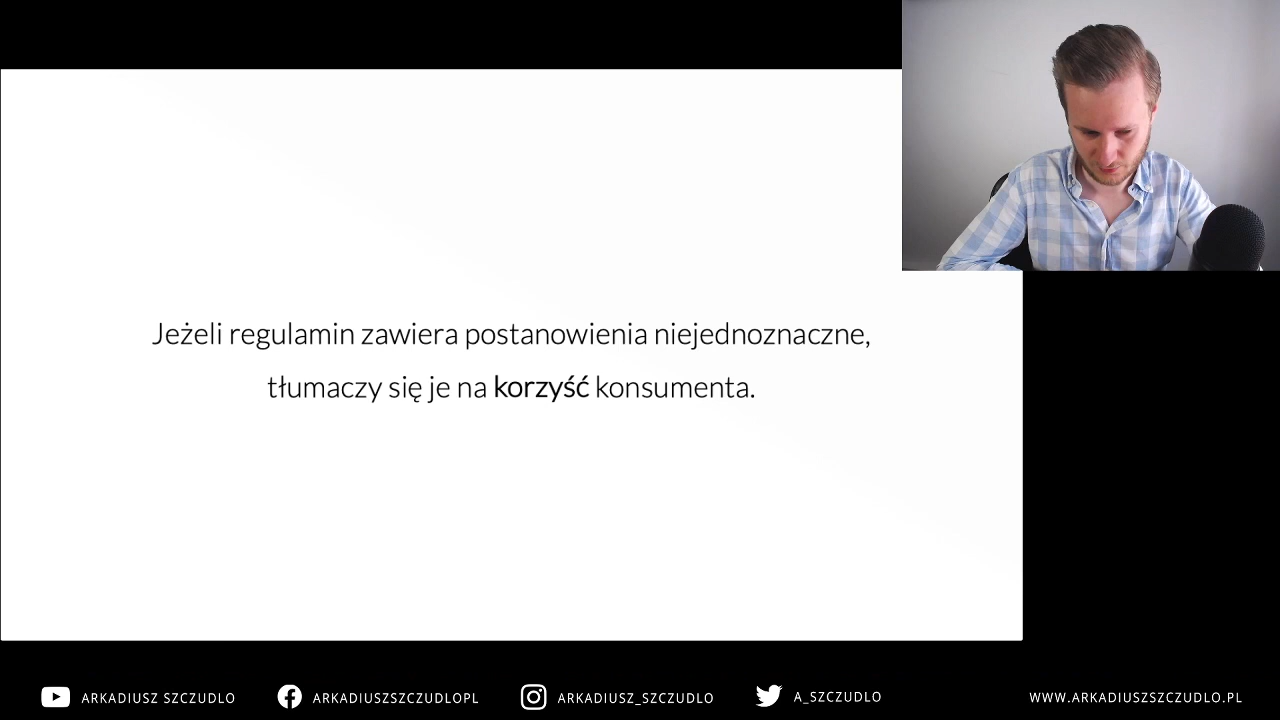 Jeżeli regulamin zawiera postanowienia niejednoznaczne,
tłumaczy się je na korzyść konsumenta.
ARKADIUSZ SZCZUDLO
ARKADIUSZSZCZUDLOPL
ARKADIUSZ_SZCZUDLO
A_SZCZUDLO
WWW.ARKADIUSZSZCZUDLO.PL